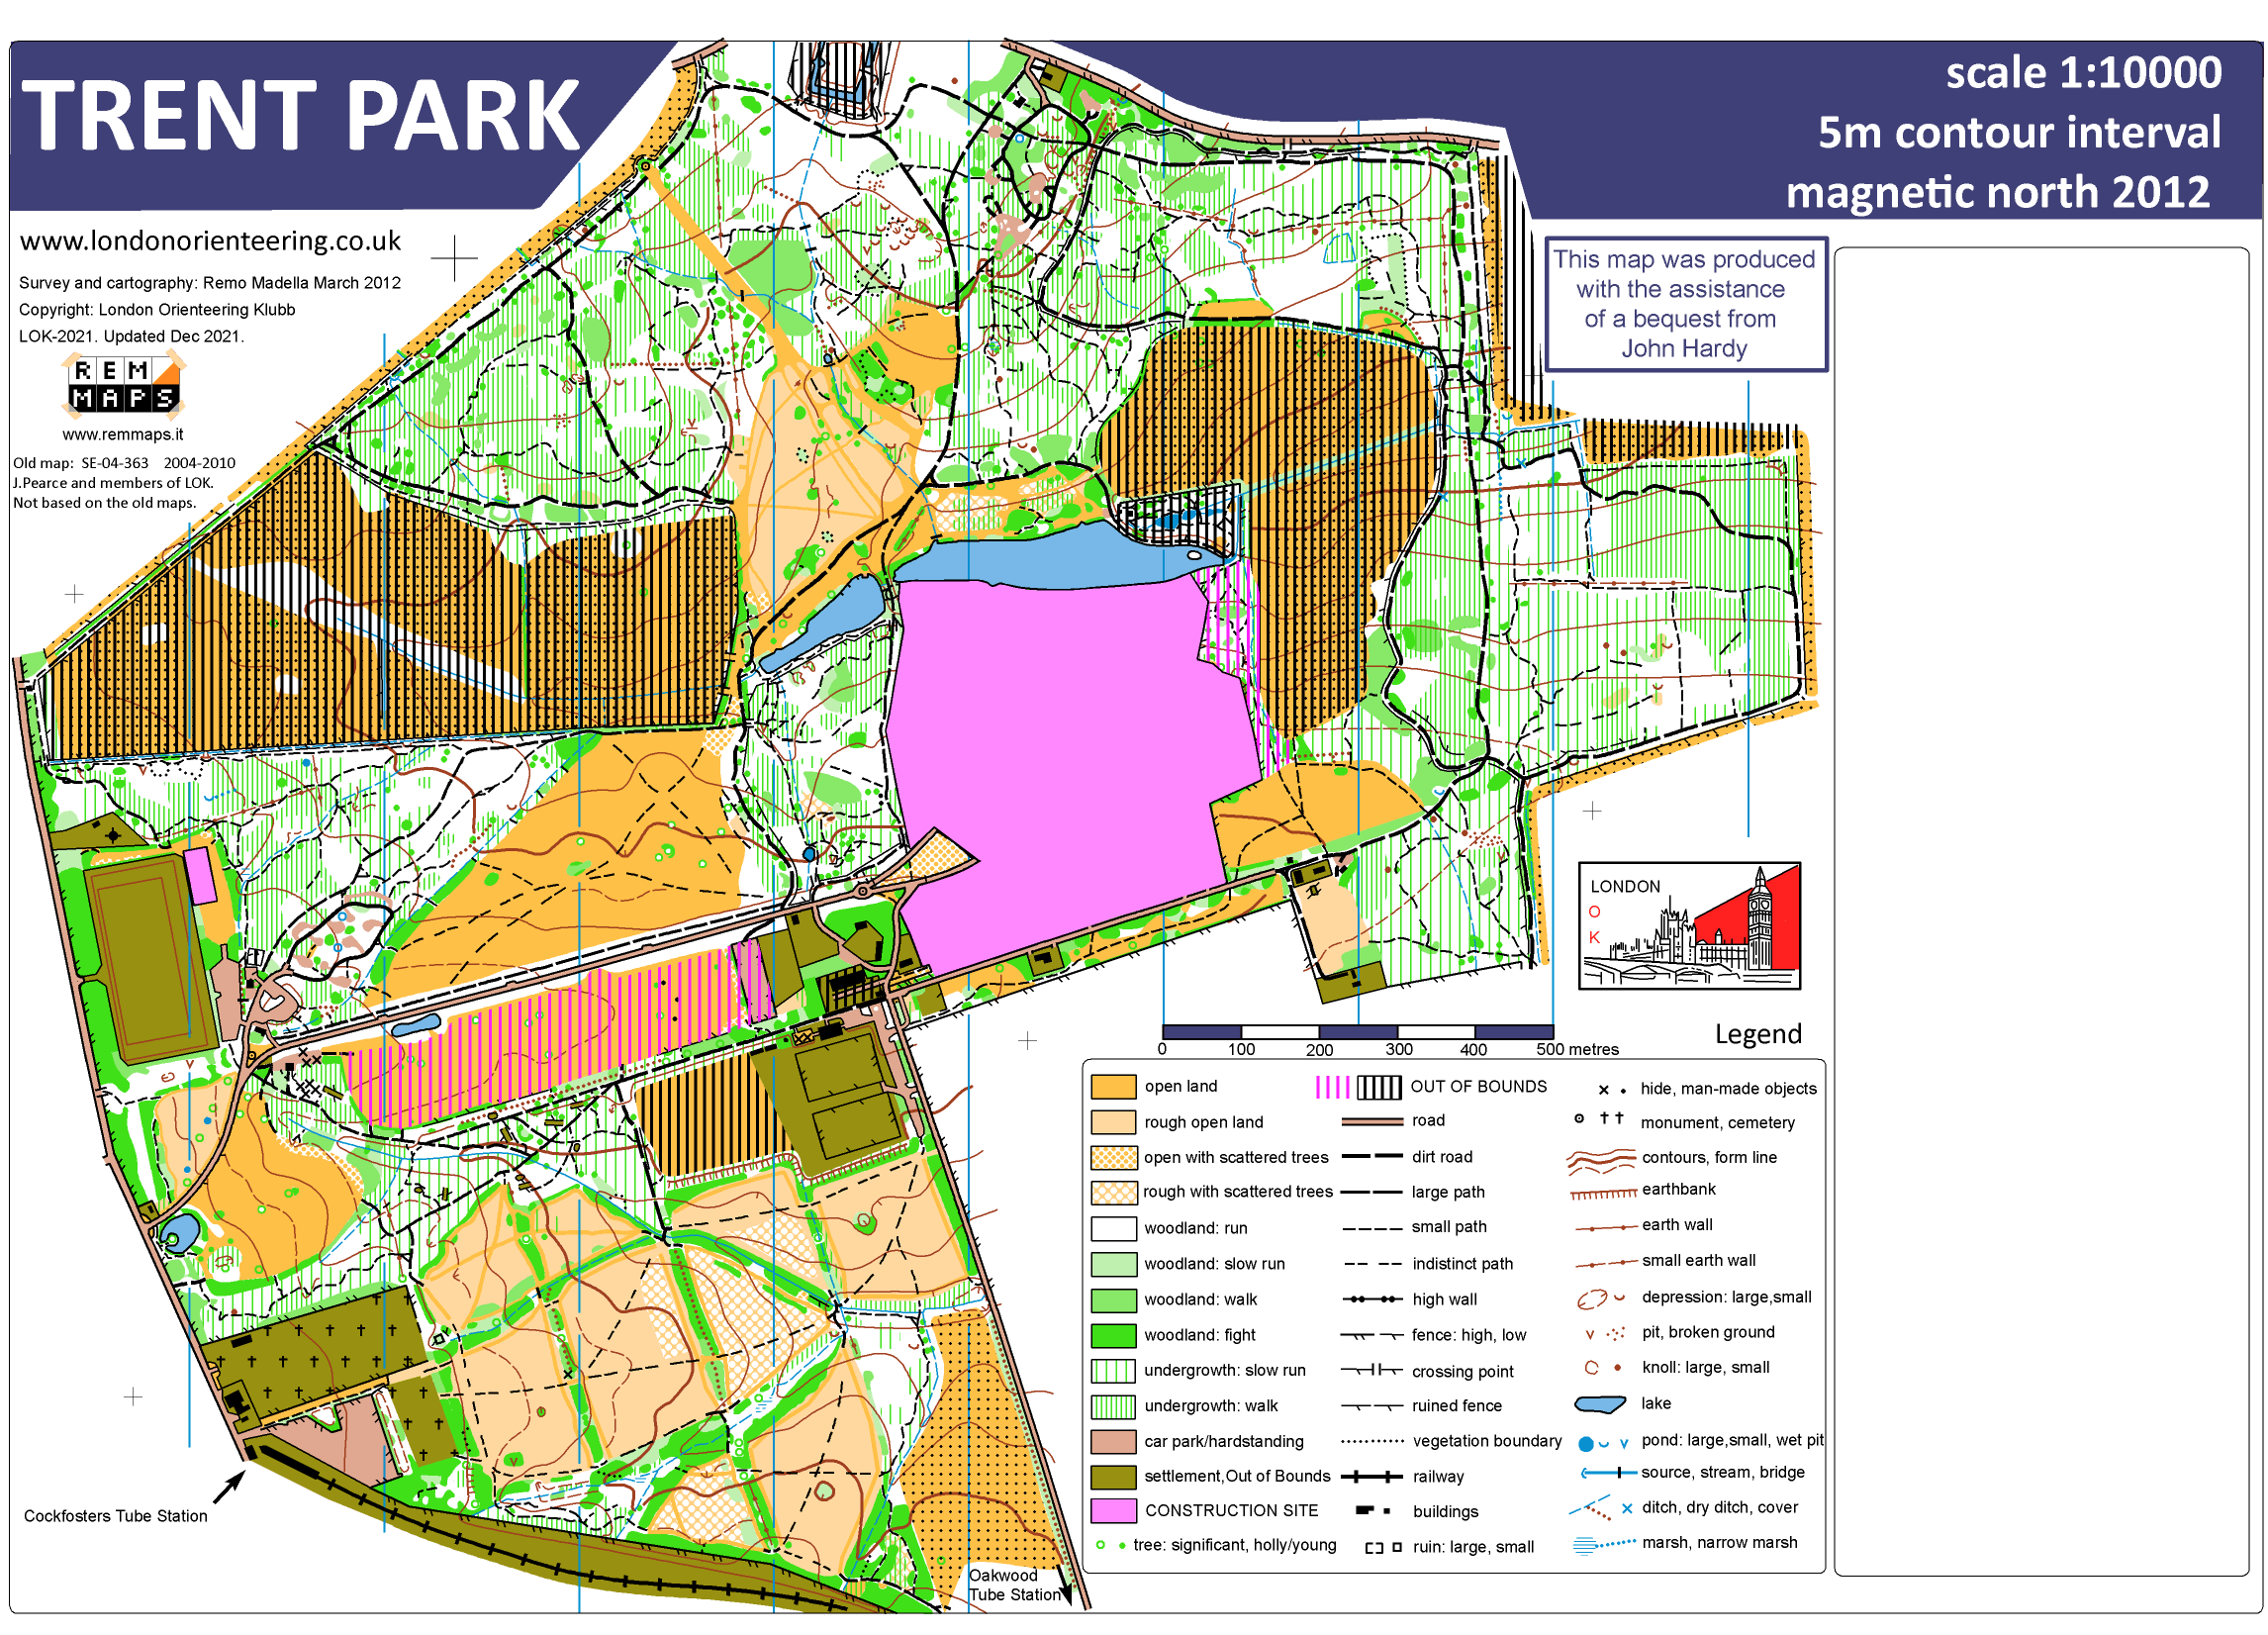 TRENT PARK
scale 1:10000
5m contour interval
magnetic north 2012
www.londonorienteering.co.uk
Survey and cartography: Remo Madella March 2012
Copyright: London Orienteering Klubb
LOK-2021. Updated Dec 2021.
REM
MAPS
www.remmaps.it
Old map: SE-04-363 2004-2010
J.Pearce and members of LOK.
Not based on the old maps.
This map was produced
with the assistance
of a bequest from
John Hardy
LONDON
O
K
0 100 200 300 400 500 metres
Legend
open land
rough open land
open with scattered trees
rough with scattered trees
woodland: run
woodland: slow run
woodland: walk
woodland: fight
undergrowth: slow run
undergrowth: walk
car park/hardstanding
settlement,Out of Bounds
CONSTRUCTION SITE
tree: significant, holly/young
OUT OF BOUNDS
road
dirt road
large path
small path
indistinct path
high wall
fence: high, low
crossing point
ruined fence
vegetation boundary
railway
buildings
ruin: large, small
hide, man-made objects
monument, cemetery
contours, form line
earthbank
earth wall
small earth wall
depression: large,small
pit, broken ground
knoll: large, small
lake
pond: large,small, wet pit
source, stream, bridge
ditch, dry ditch, cover
marsh, narrow marsh
Cockfosters Tube Station
Oakwood
Tube Station